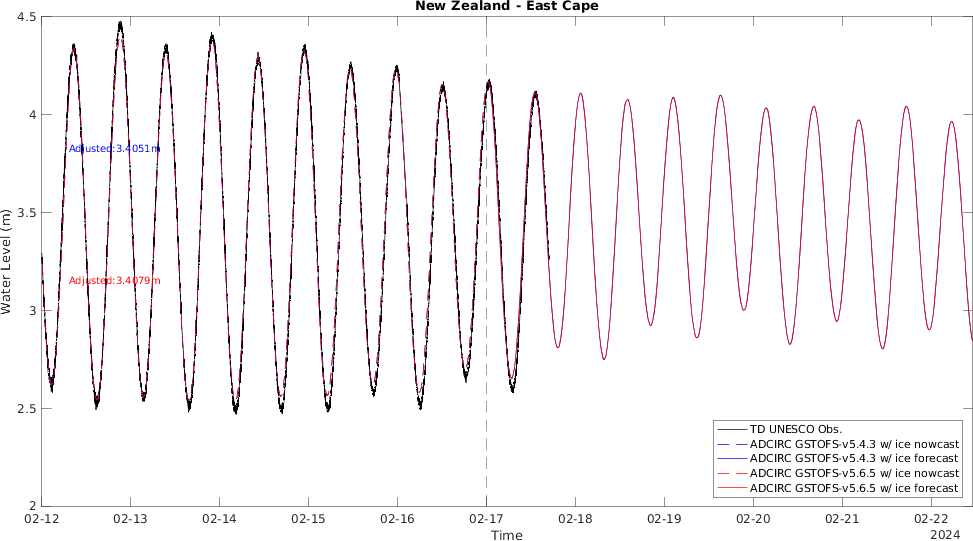 New Zealand - East Cape
4.5
4
3.5
3
2.5
2
Water Level (m)
Adjusted:3.4051m
Adjusted:3.4079m
TD UNESCO Obs.
ADCIRC GSTOFS-v5.4.3 w/ ice nowcast
ADCIRC GSTOFS-v5.4.3 w/ ice forecast
ADCIRC GSTOFS-v5.6.5 w/ ice nowcast
ADCIRC GSTOFS-v5.6.5 w/ ice forecast
02-12 02-13 02-14 02-15 02-16 02-17 02-18 02-19 02-20 02-21 02-22
Time
2024